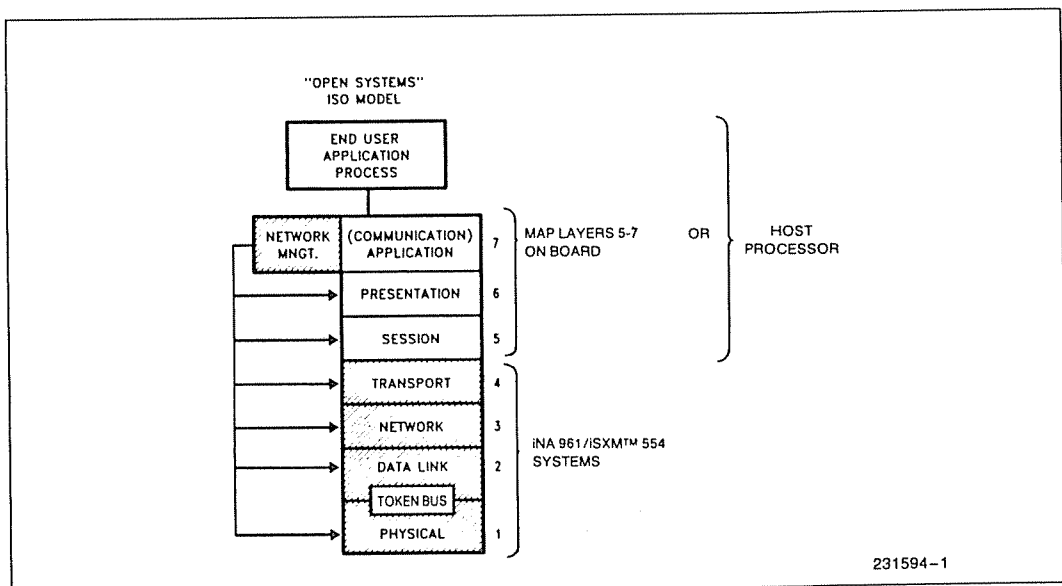 "OPEN SYSTEMS"
ISO MODEL
END USER
APPLICATION
PROCESS
NETWORK
MNGT.
(COMMUNICATION)
APPLICATION
7
PRESENTATION
6
SESSION
5
TRANSPORT
4
NETWORK
3
DATA LINK
2
TOKEN BUS
PHYSICAL
1
MAP LAYERS 5-7
ON BOARD
OR
HOST
PROCESSOR
iNA 961/iSXM™ 554
SYSTEMS
231594-1